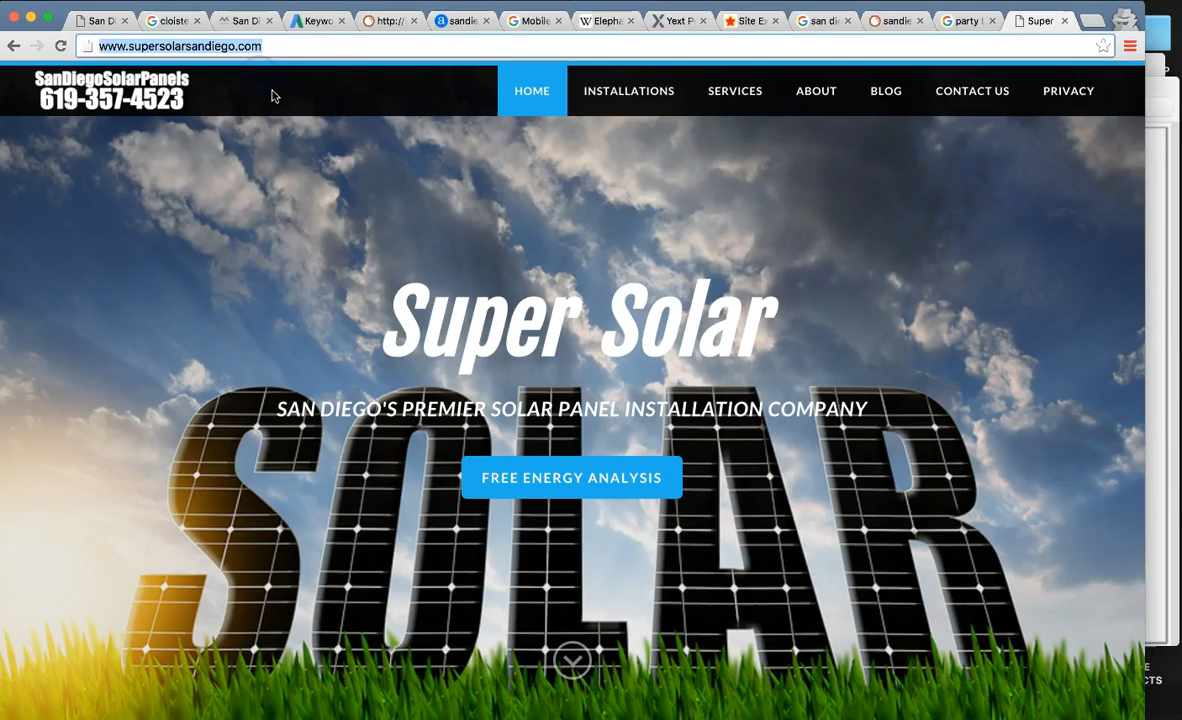 San Di
cloiste
San Di
Keywo
http:/
sandie
Mobile
Eleph
Yext P
Site E
san di
sandie
party b
Super
www.supersolarsandiego.com
SanDiegoSolarPanels
619-357-4523
HOME
INSTALLATIONS
SERVICES
ABOUT
BLOG
CONTACT US
PRIVACY
Super Solar
SAN DIEGO'S PREMIER SOLAR PANEL INSTALLATION COMPANY
FREE ENERGY ANALYSIS
SOLAR
E
CTS